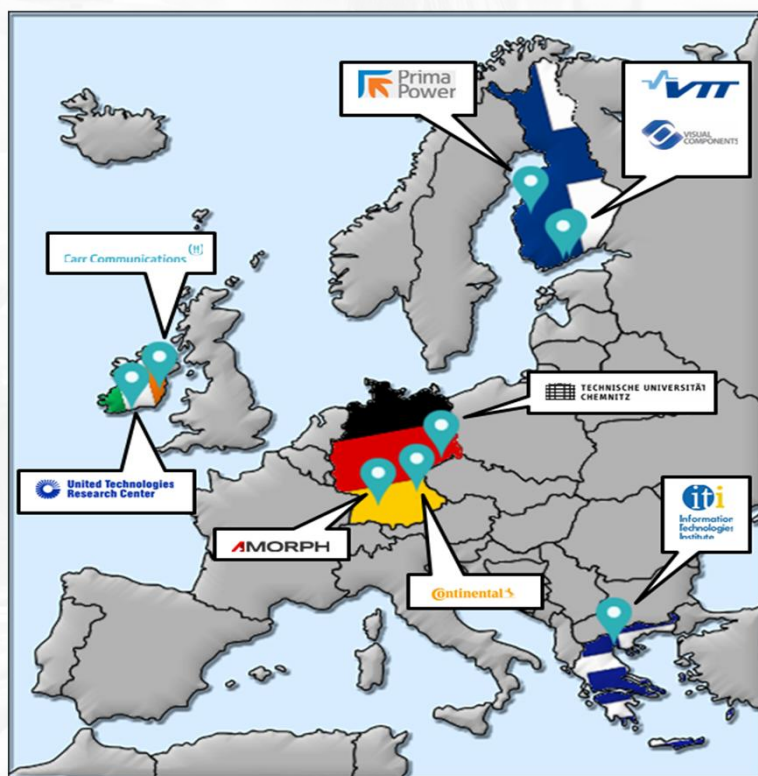 Prima
Power
VTT
VISUAL
COMPONENTS
Carr Communications
TECHNISCHE UNIVERSITÄT
CHEMNITZ
United Technologies
Research Center
iti
Information
Technologies
Institute
AMORPH
Continental